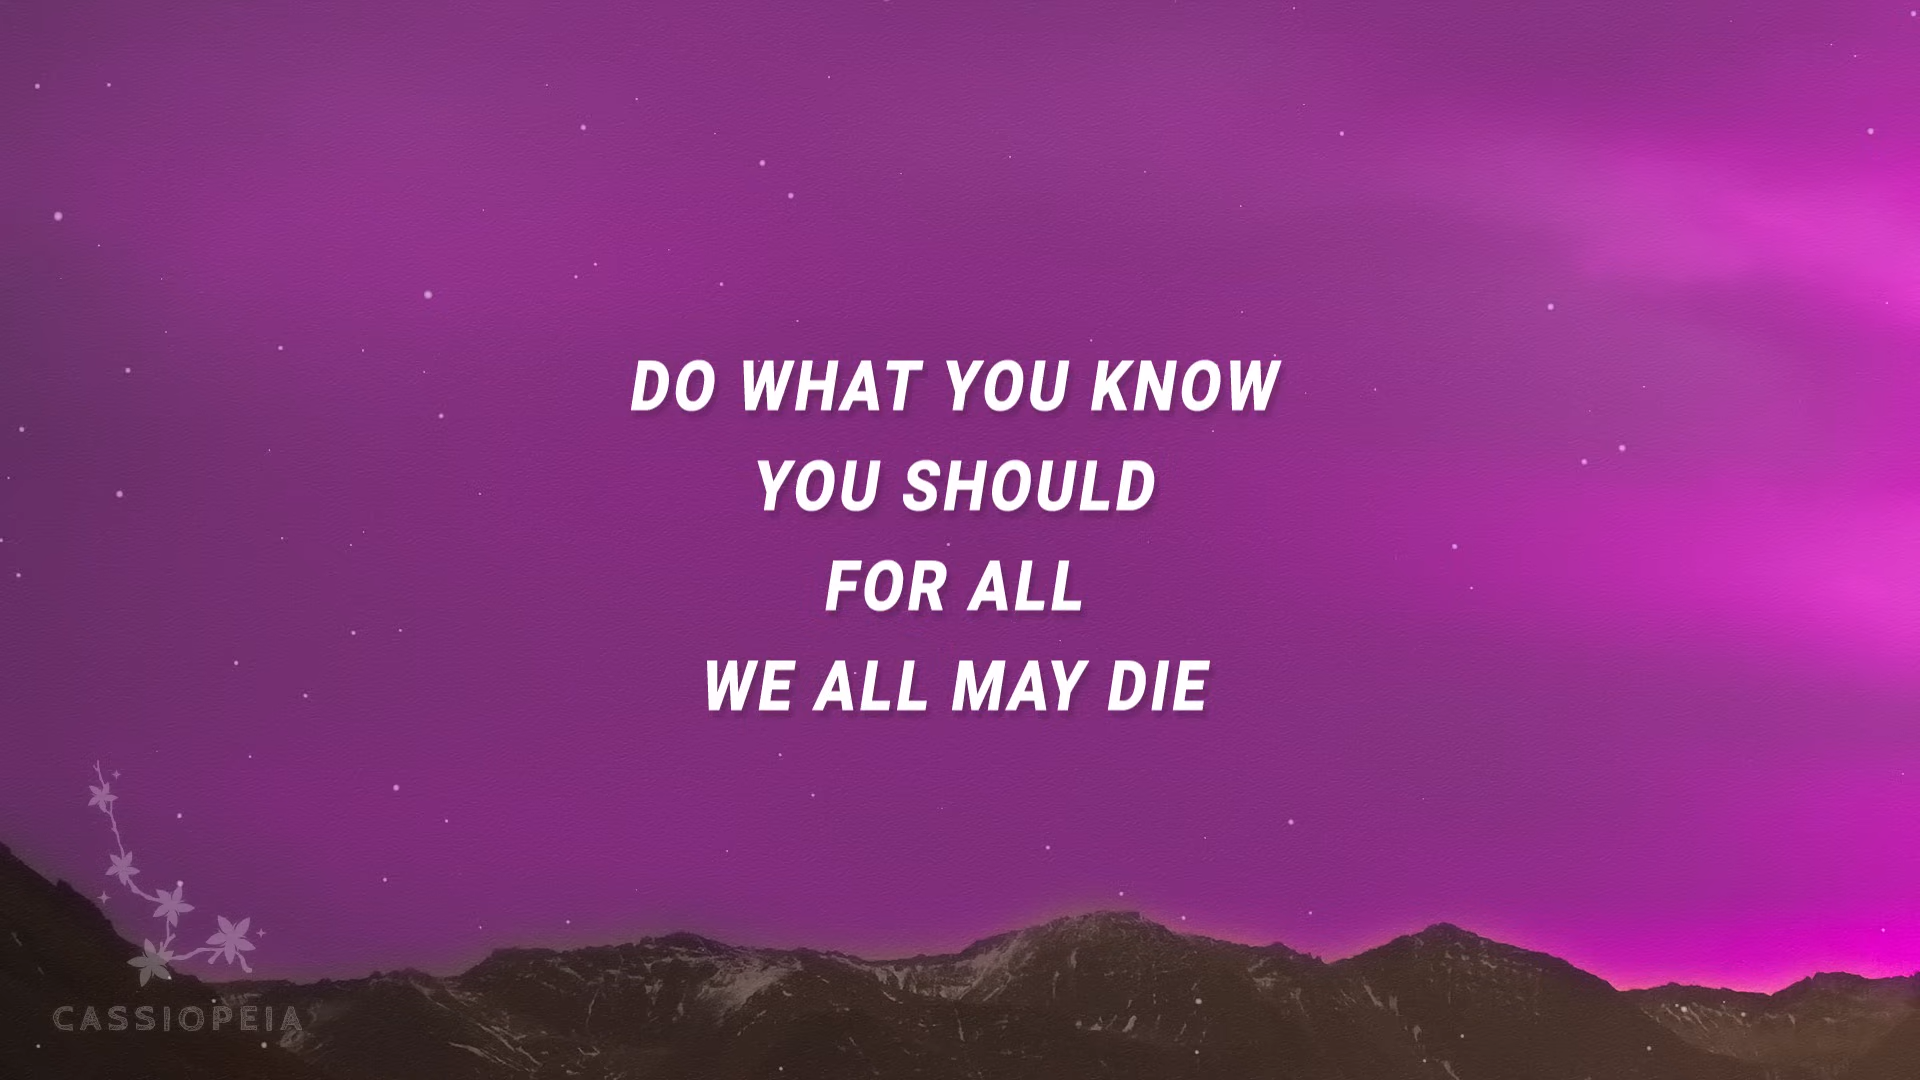 DO WHAT YOU KNOW
YOU SHOULD
FOR ALL
WE ALL MAY DIE
CASSIOPEIA